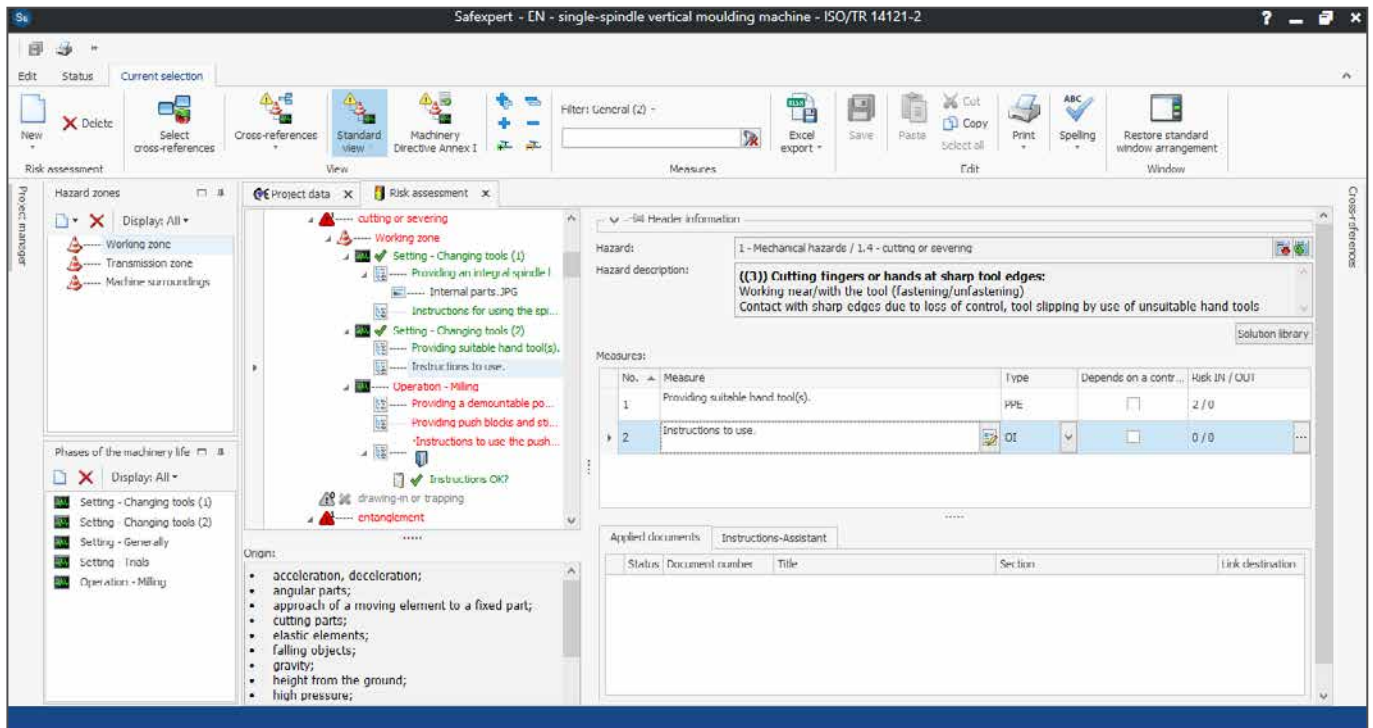 Se
Safexpert - EN - single-spindle vertical moulding machine - ISO/TR 14121-2
Edit Status Current selection
New
Delete
Select cross-references
Risk assessment
Cross-references
Standard view
Machinery Directive Annex I
View
Filter: General (2) -
Excel export
Measures
Save
Paste
Cut
Copy
Select all
Print
ABC
Spelling
Edit
Restore standard window arrangement
Window
Project manager
Hazard zones
Display: All
Working zone
Transmission zone
Machine surroundings
Phases of the machinery life
Display: All
Setting - Changing tools (1)
Setting - Changing tools (2)
Setting - Generally
Setting - Trials
Operation - Milling
Project data
Risk assessment
cutting or severing
Working zone
Setting - Changing tools (1)
Providing an integral spindle l
Internal parts.JPG
Instructions for using the spi...
Setting - Changing tools (2)
Providing suitable hand tool(s).
Instructions to use.
Operation - Milling
Providing a demountable po...
Providing push blocks and sti...
*Instructions to use the push...
Instructions OK?
drawing-in or trapping
entanglement
Origin:
• acceleration, deceleration;
• angular parts;
• approach of a moving element to a fixed part;
• cutting parts;
• elastic elements;
• falling objects;
• gravity;
• height from the ground;
• high pressure;
Header information
Hazard:
1 - Mechanical hazards / 1.4 - cutting or severing
Hazard description:
((3)) Cutting fingers or hands at sharp tool edges:
Working near/with the tool (fastening/unfastening)
Contact with sharp edges due to loss of control, tool slipping by use of unsuitable hand tools
Solution library
Measures:
No. Measure Type Depends on a contr... Risk IN / OUT
1 Providing suitable hand tool(s). PPE 2 / 0
2 Instructions to use. OI 0 / 0 ...
Applied documents Instructions-Assistant
Status Document number Title Section Link destination
Cross-references